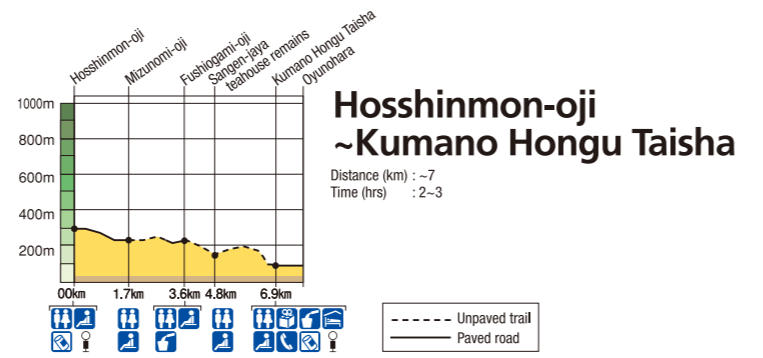 Hosshinmon-oji
Mizunomi-oji
Fushiogami-oji
Sangen-jaya
teahouse remains
Kumano Hongu Taisha
Oyunohara
Hosshinmon-oji
~Kumano Hongu Taisha
Distance (km) : ~7
Time (hrs) : 2~3
1000m
800m
600m
400m
200m
00km 1.7km 3.6km 4.8km 6.9km
Unpaved trail
Paved road